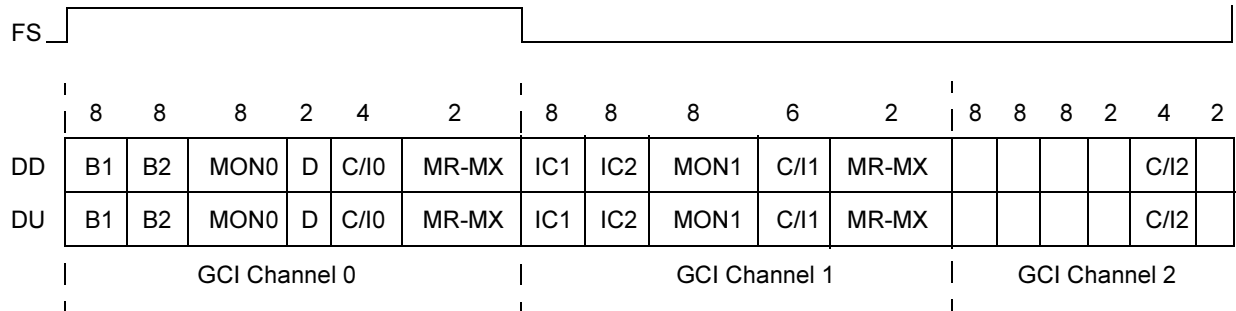 FS
8 8 8 2 4 2 8 8 8 6 2 8 8 8 2 4 2
DD B1 B2 MON0 D C/I0 MR-MX IC1 IC2 MON1 C/I1 MR-MX C/I2
DU B1 B2 MON0 D C/I0 MR-MX IC1 IC2 MON1 C/I1 MR-MX C/I2
GCI Channel 0 GCI Channel 1 GCI Channel 2